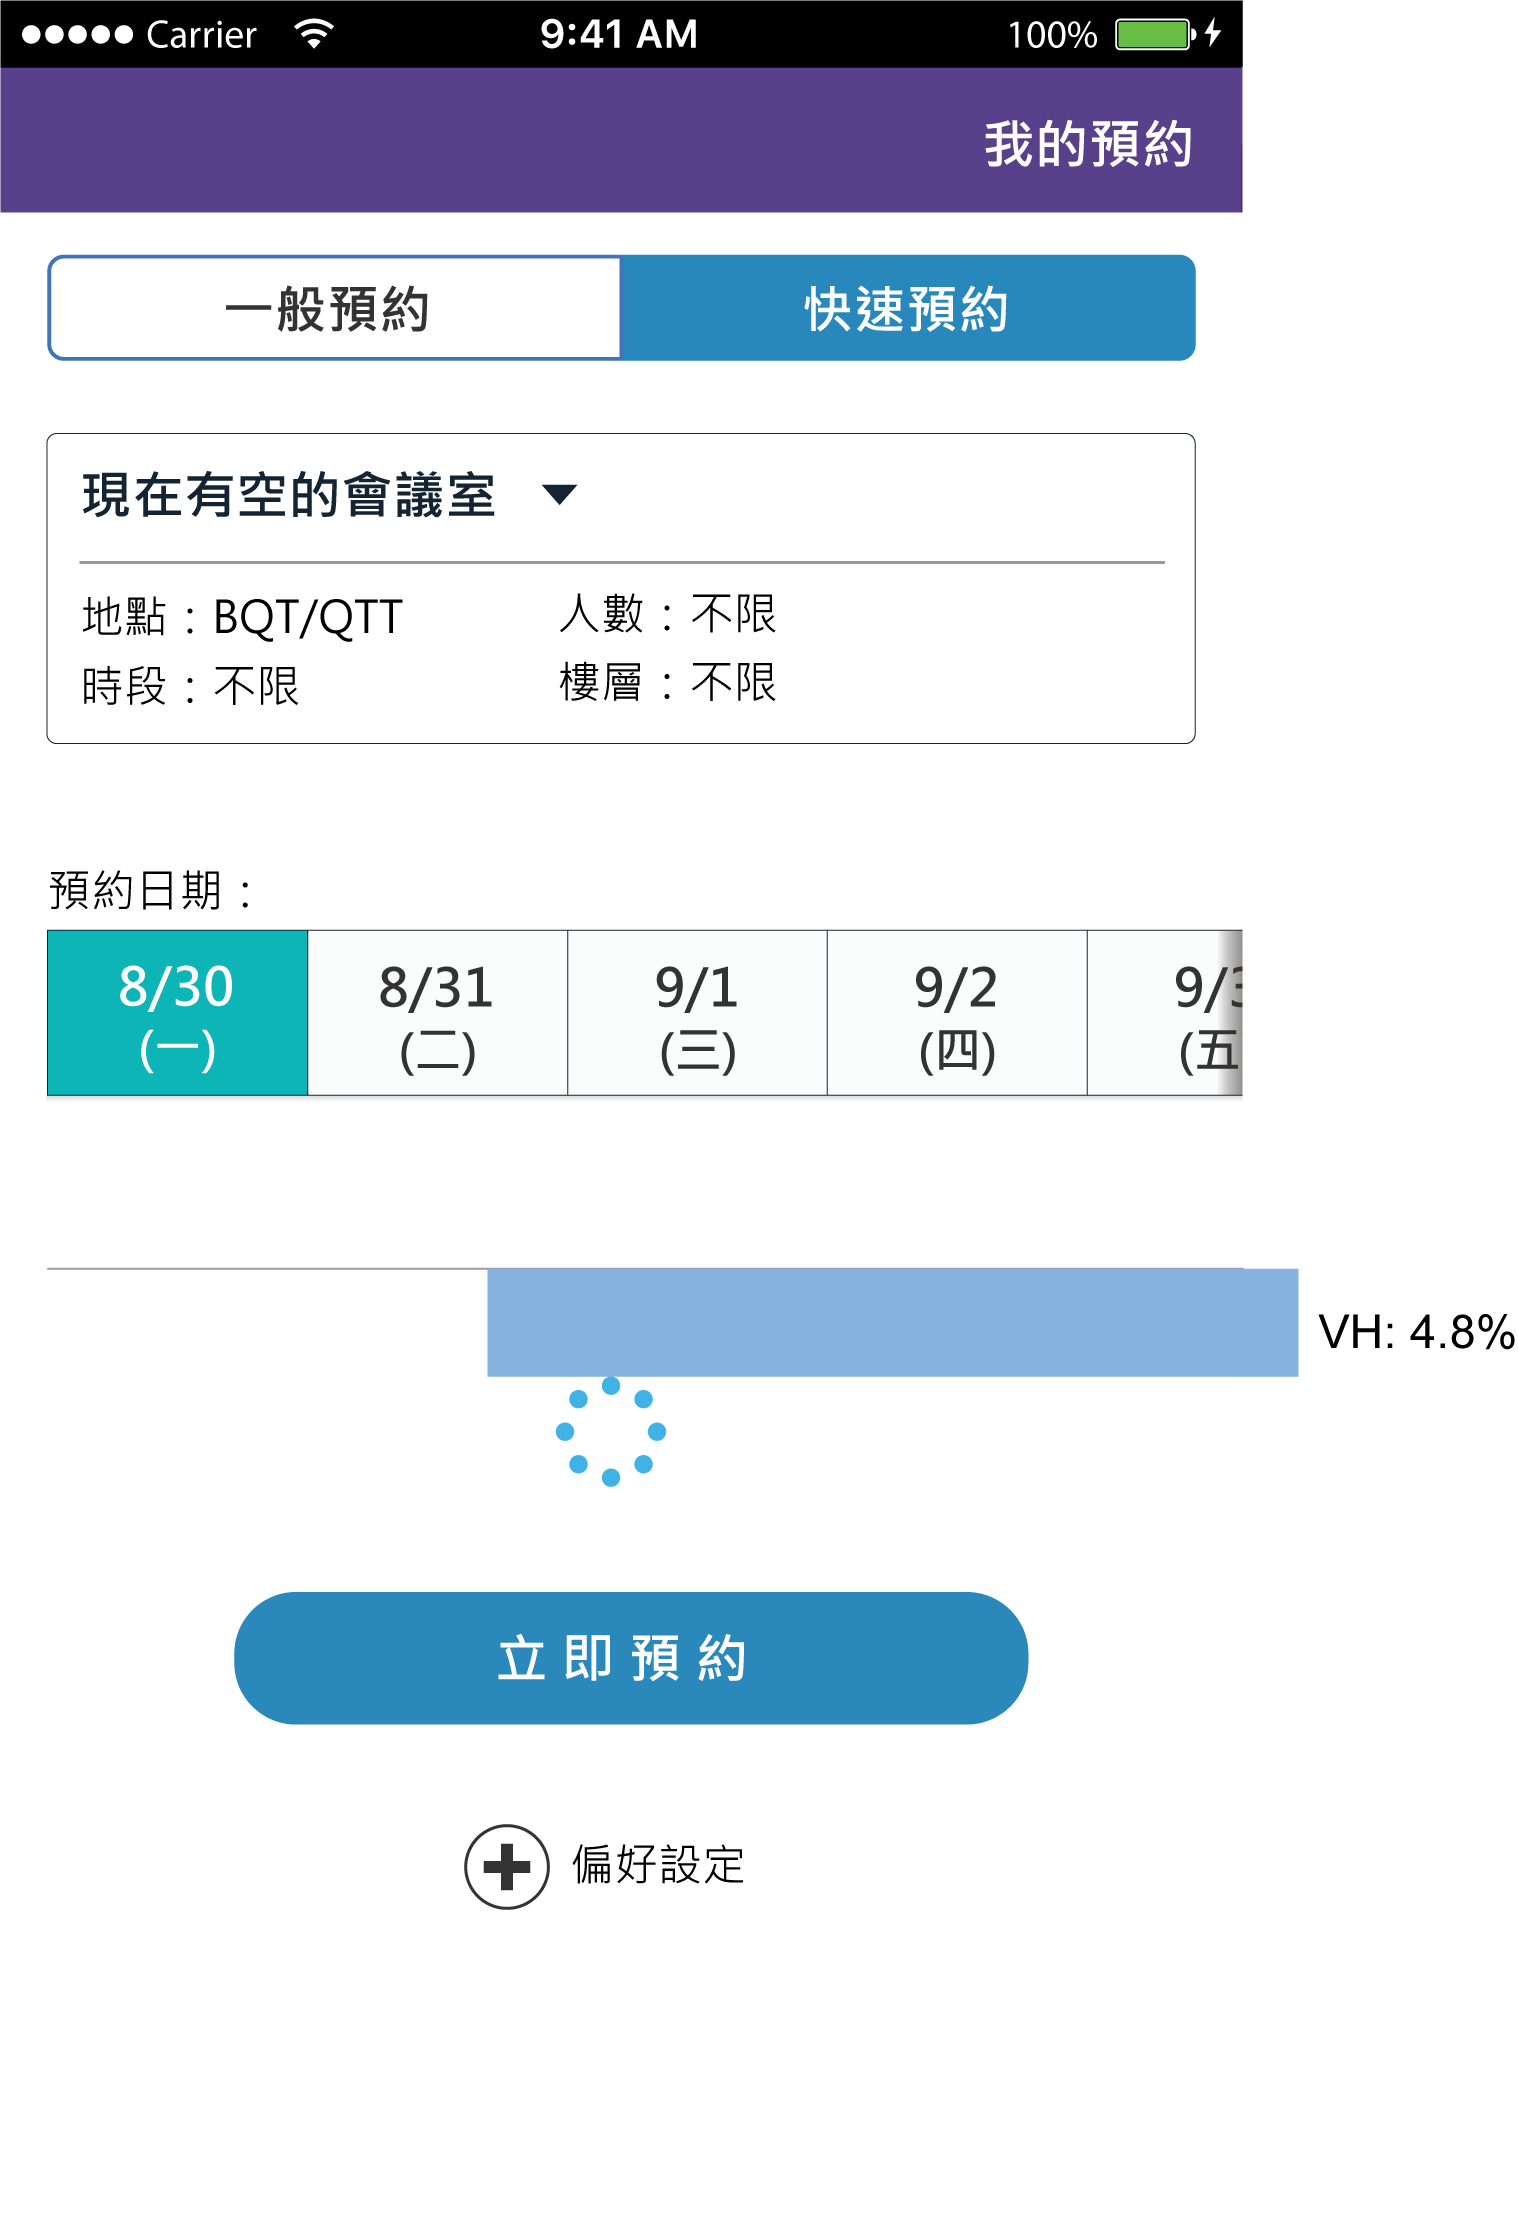 Carrier 9:41 AM 100%
我的預約
一般預約 快速預約
現在有空的會議室
地點：BQT/QTT 人數：不限
時段：不限 樓層：不限
預約日期：
8/30 8/31 9/1 9/2 9/3
(一) (二) (三) (四) (五
VH: 4.8%
立即預約
偏好設定